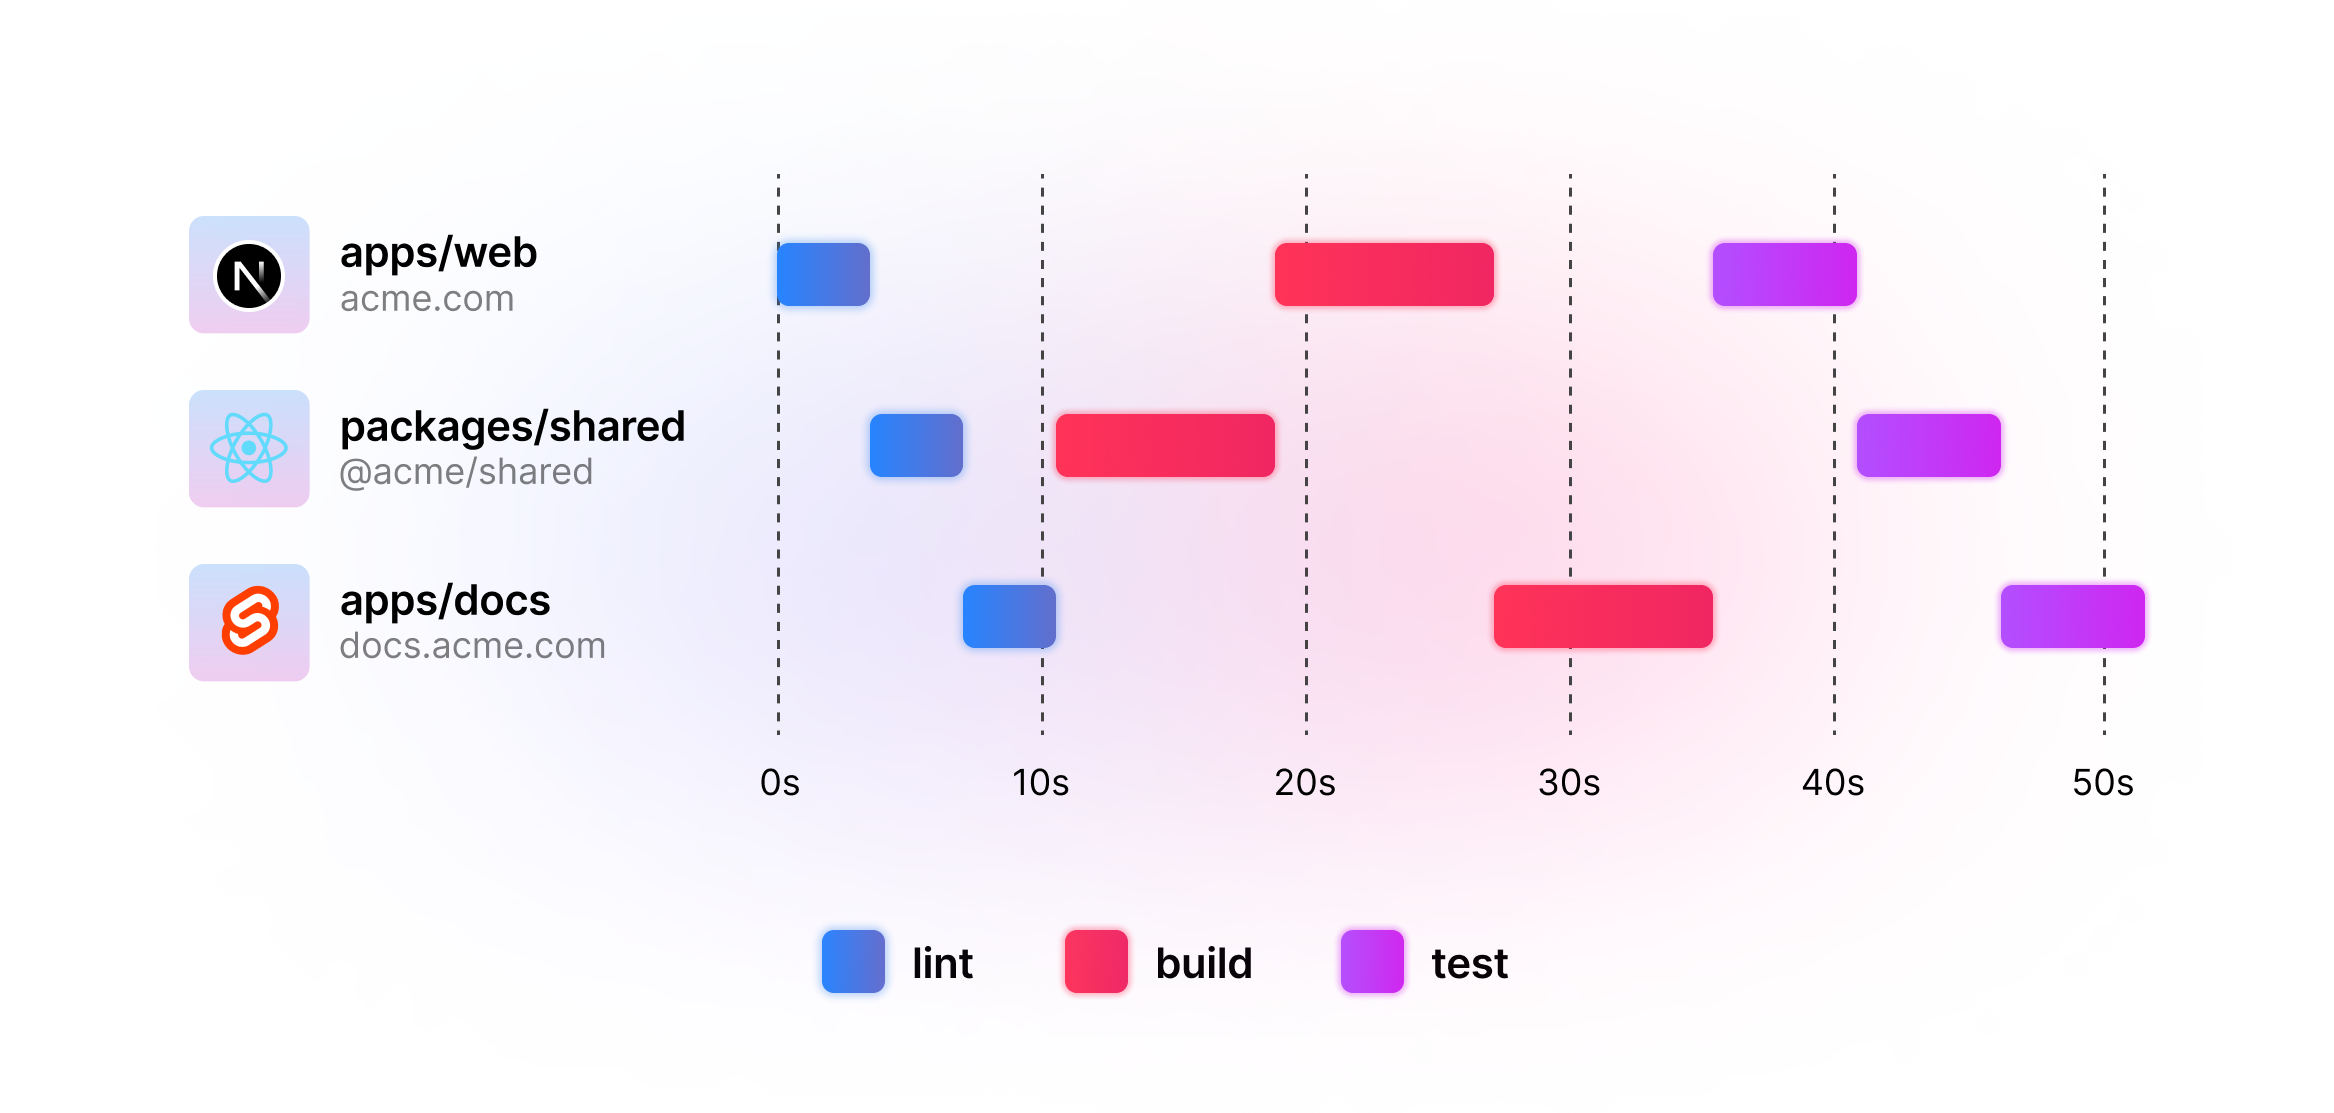 apps/web
acme.com
packages/shared
@acme/shared
apps/docs
docs.acme.com
0s 10s 20s 30s 40s 50s
lint build test